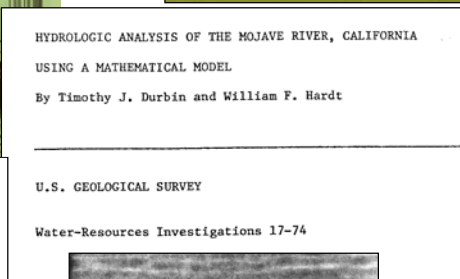 HYDROLOGIC ANALYSIS OF THE MOJAVE RIVER, CALIFORNIA
USING A MATHEMATICAL MODEL
By Timothy J. Durbin and William F. Hardt
U.S. GEOLOGICAL SURVEY
Water-Resources Investigations 17-74